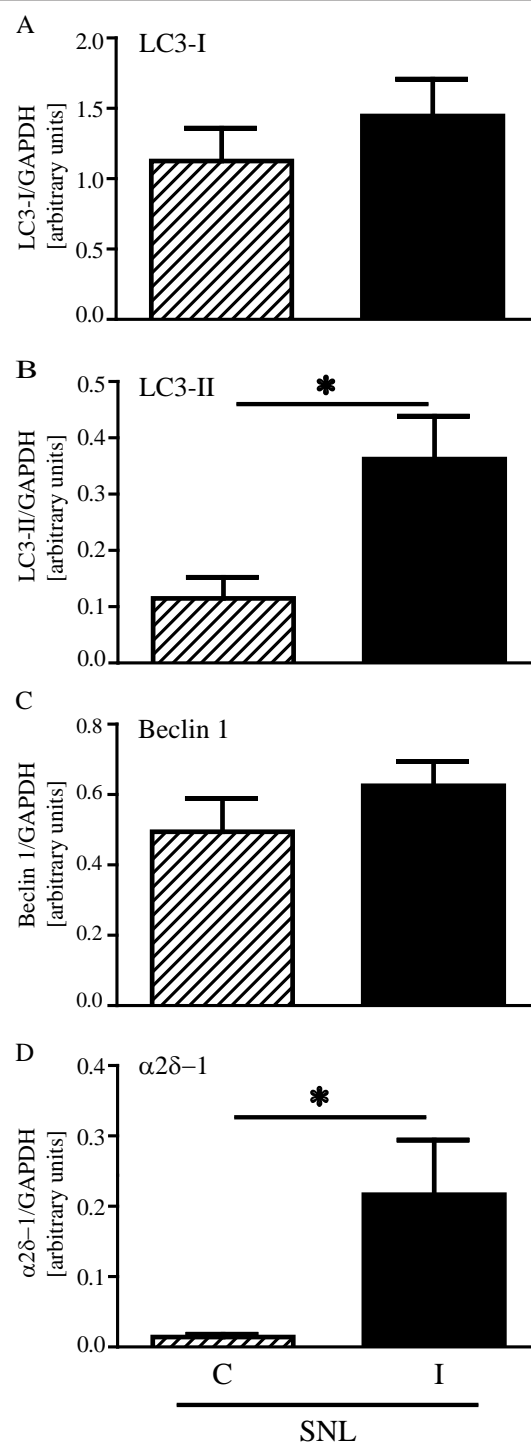 A
LC3-I
LC3-I/GAPDH
[arbitrary units]
2.0
1.5
1.0
0.5
0.0
B
LC3-II
*
LC3-II/GAPDH
[arbitrary units]
0.5
0.4
0.3
0.2
0.1
0.0
C
Beclin 1
Beclin 1/GAPDH
[arbitrary units]
0.8
0.6
0.4
0.2
0.0
D
α2δ–1
*
α2δ–1/GAPDH
[arbitrary units]
0.4
0.3
0.2
0.1
0.0
C I
SNL